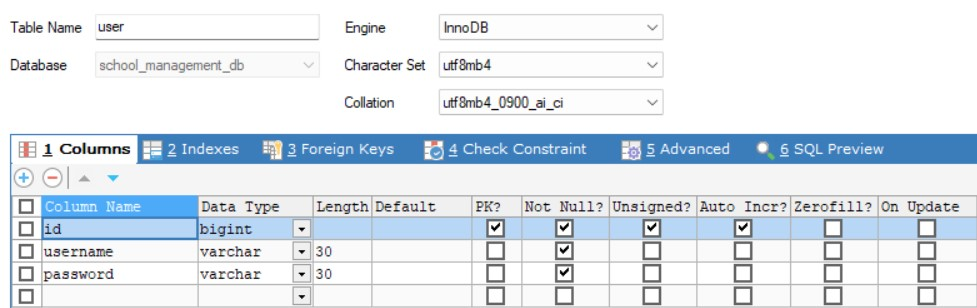 Table Name user Engine InnoDB
Database school_management_db Character Set utf8mb4
Collation utf8mb4_0900_ai_ci
1 Columns 2 Indexes 3 Foreign Keys 4 Check Constraint 5 Advanced 6 SQL Preview
Column Name Data Type Length Default PK? Not Null? Unsigned? Auto Incr? Zerofill? On Update
id bigint
username varchar 30
password varchar 30